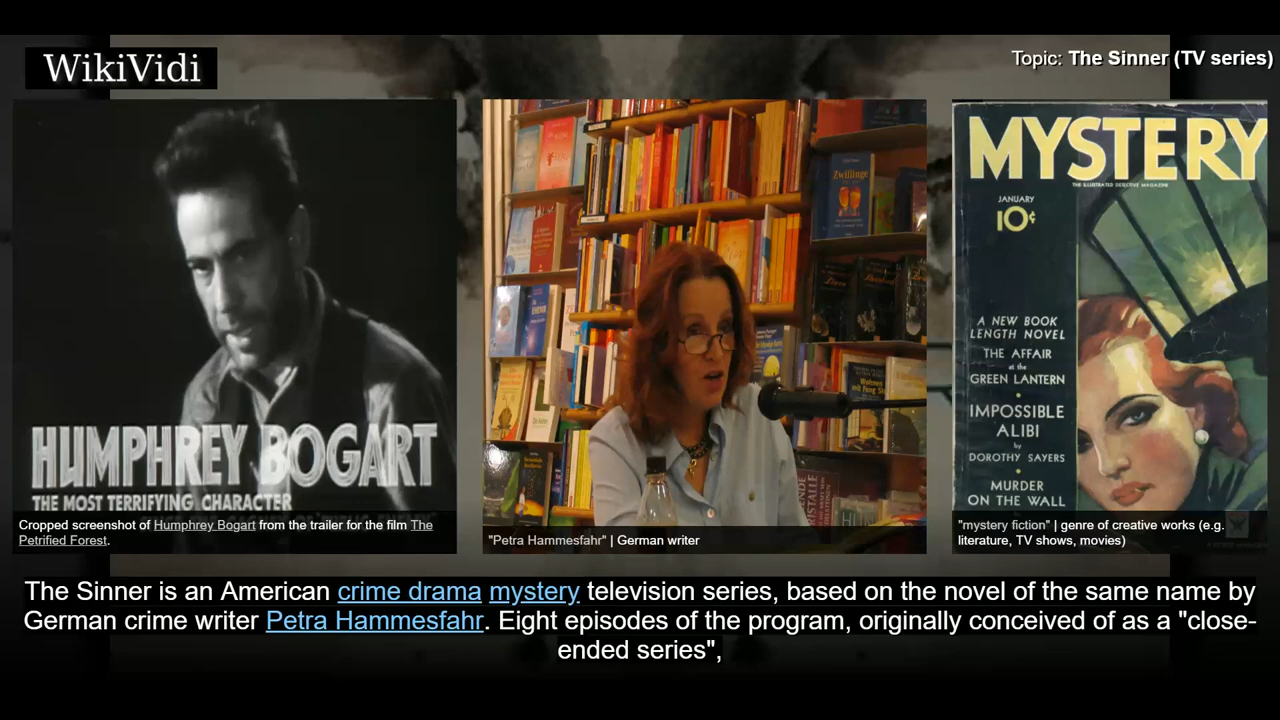 WikiVidi
Topic: The Sinner (TV series)
HUMPHREY BOGART
THE MOST TERRIFYING CHARACTER
Cropped screenshot of Humphrey Bogart from the trailer for the film The
Petrified Forest.
Zwillinge
"Petra Hammesfahr" | German writer
MYSTERY
THE ILLUSTRATED DETECTIVE MAGAZINE
JANUARY
10¢
A NEW BOOK
LENGTH NOVEL
THE AFFAIR
at the
GREEN LANTERN
IMPOSSIBLE
ALIBI
by
DOROTHY SAYERS
MURDER
ON THE WALL
"mystery fiction" | genre of creative works (e.g.
literature, TV shows, movies)
The Sinner is an American crime drama mystery television series, based on the novel of the same name by
German crime writer Petra Hammesfahr. Eight episodes of the program, originally conceived of as a "close-
ended series",